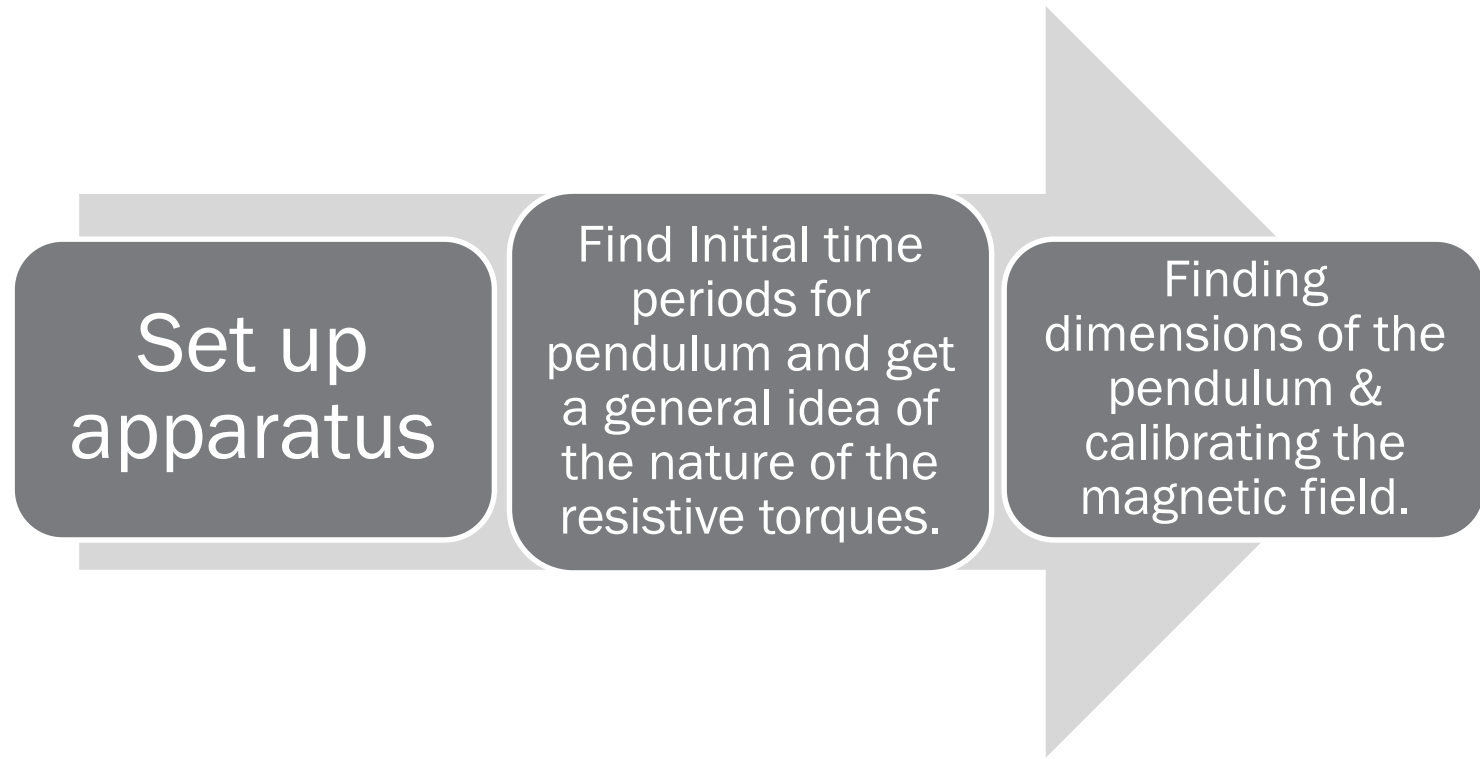 Set up
apparatus
Find Initial time
periods for
pendulum and get
a general idea of
the nature of the
resistive torques.
Finding
dimensions of the
pendulum &
calibrating the
magnetic field.